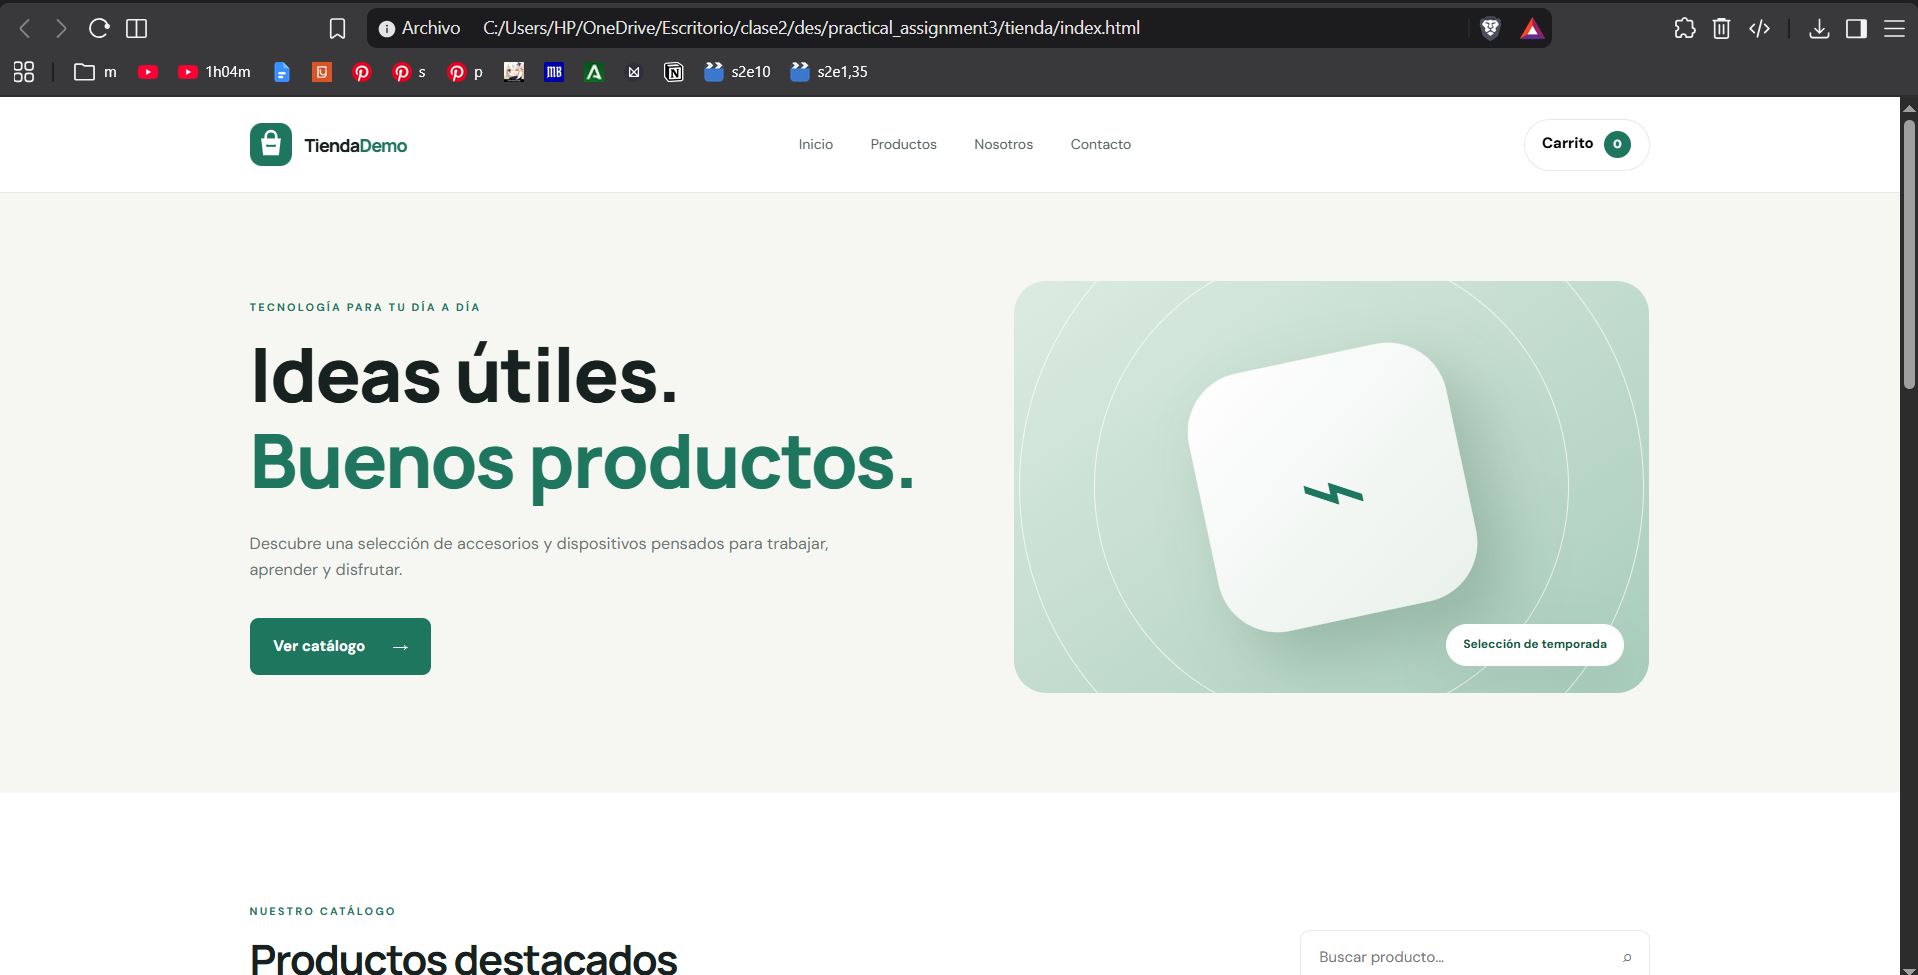 Archivo C:/Users/HP/OneDrive/Escritorio/clase2/des/practical_assignment3/tienda/index.html
m 1h04m s p MB A N s2e10 s2e1,35
TiendaDemo Inicio Productos Nosotros Contacto Carrito 0
TECNOLOGÍA PARA TU DÍA A DÍA
Ideas útiles.
Buenos productos.
Descubre una selección de accesorios y dispositivos pensados para trabajar,
aprender y disfrutar.
Ver catálogo →
Selección de temporada
NUESTRO CATÁLOGO
Productos destacados
Buscar producto...